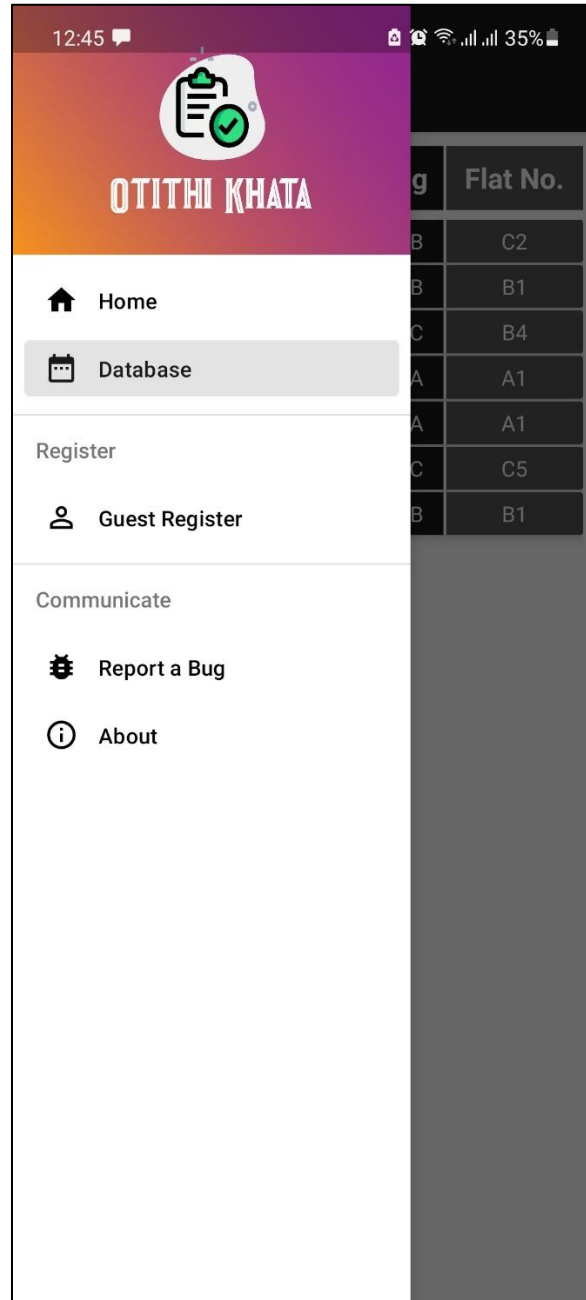 12:45 35%
OTITHI KHATA
g Flat No.
B C2
Home
B B1
C B4
Database
A A1
A A1
Register
C C5
Guest Register
B B1
Communicate
Report a Bug
About